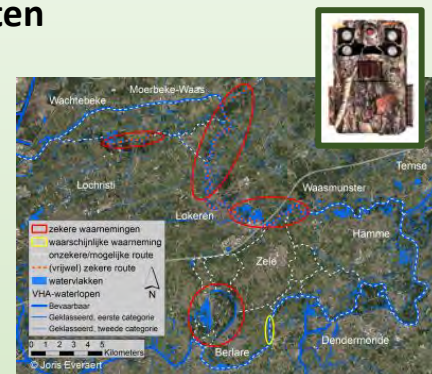 ten
Moerbeke-Waas
Wachtebeke
Temse
Lochristi
Waasmunster
Lokeren
Hamme
Zele
zekere waarnemingen
waarschijnlijke waarneming
onzekere/mogelijke route
(vrijwel) zekere route
watervlakken
VHA-waterlopen
Bevaarbaar
Geklasseerd, eerste categorie
Geklasseerd, tweede categorie
N
0 1 2 3 4 5
Kilometers
Berlare
Dendermonde
© Joris Everaert